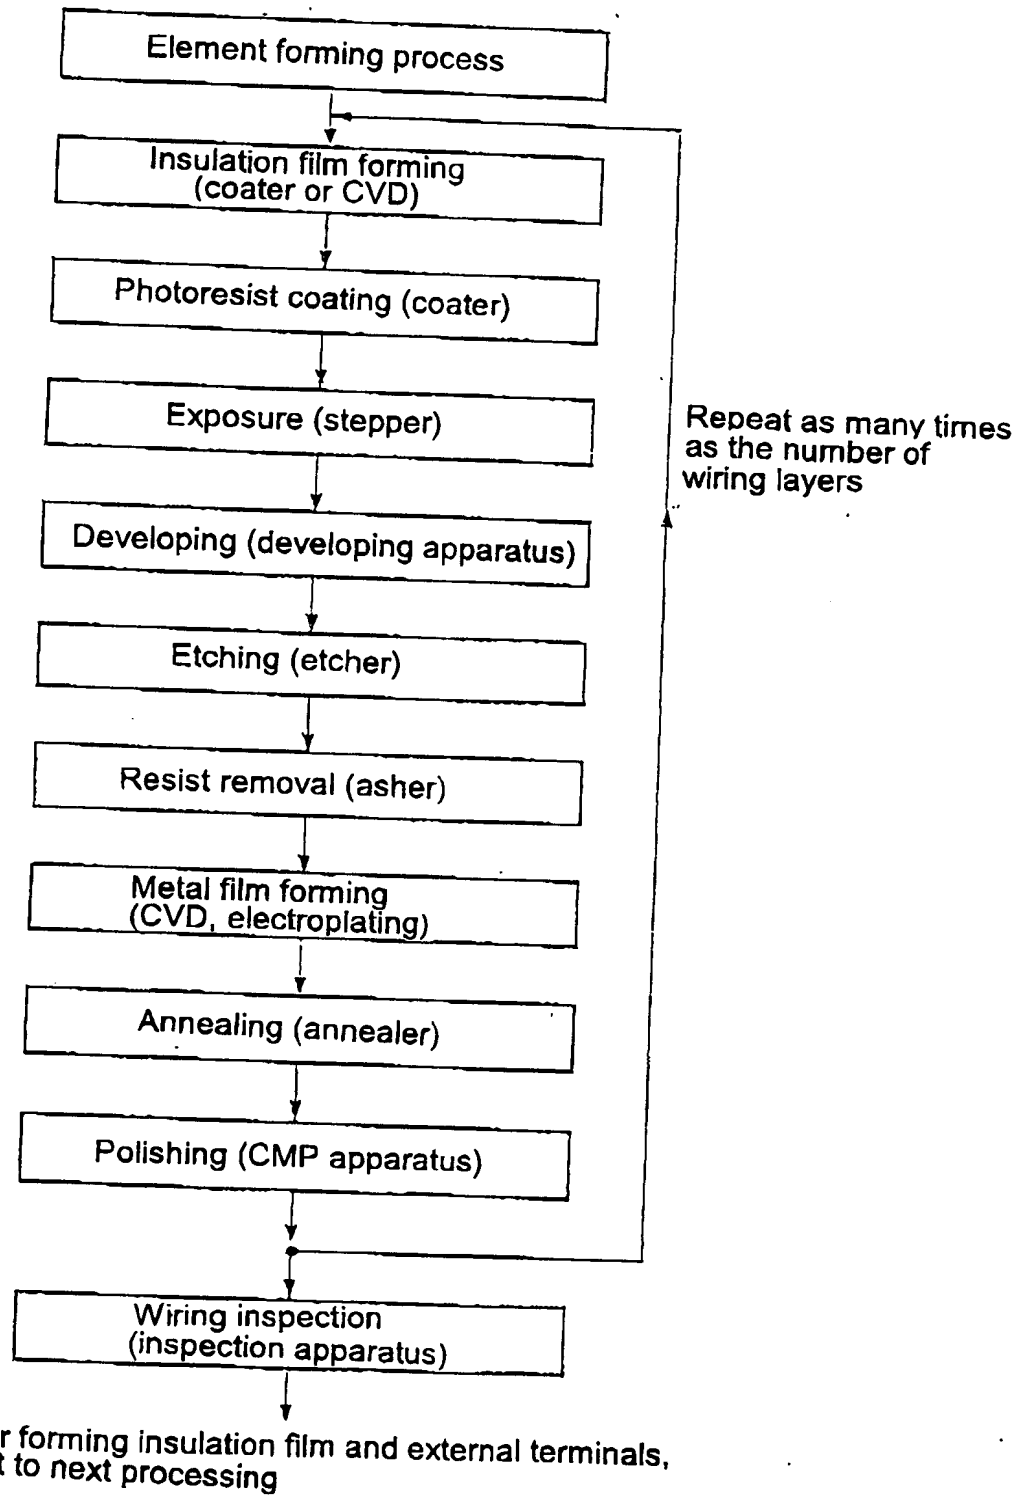 Element forming process
Insulation film forming
(coater or CVD)
Photoresist coating (coater)
Exposure (stepper)
Repeat as many times
as the number of
wiring layers
Developing (developing apparatus)
Etching (etcher)
Resist removal (asher)
Metal film forming
(CVD, electroplating)
Annealing (annealer)
Polishing (CMP apparatus)
Wiring inspection
(inspection apparatus)
forming insulation film and external terminals,
to next processing